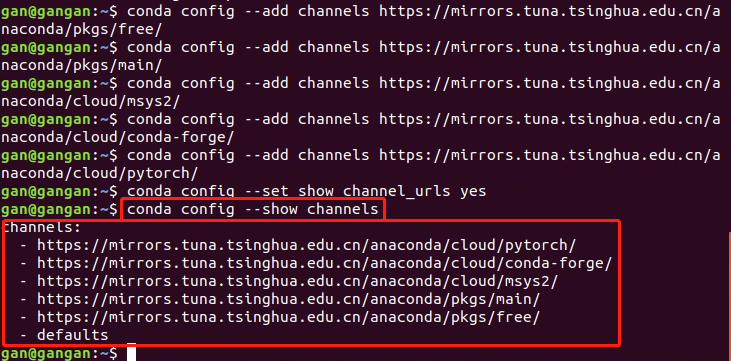 gan@gangan:~$ conda config --add channels https://mirrors.tuna.tsinghua.edu.cn/a
naconda/pkgs/free/
gan@gangan:~$ conda config --add channels https://mirrors.tuna.tsinghua.edu.cn/a
naconda/pkgs/main/
gan@gangan:~$ conda config --add channels https://mirrors.tuna.tsinghua.edu.cn/a
naconda/cloud/msys2/
gan@gangan:~$ conda config --add channels https://mirrors.tuna.tsinghua.edu.cn/a
naconda/cloud/conda-forge/
gan@gangan:~$ conda config --add channels https://mirrors.tuna.tsinghua.edu.cn/a
naconda/cloud/pytorch/
gan@gangan:~$ conda config --set show_channel_urls yes
gan@gangan:~$ conda config --show channels
channels:
  - https://mirrors.tuna.tsinghua.edu.cn/anaconda/cloud/pytorch/
  - https://mirrors.tuna.tsinghua.edu.cn/anaconda/cloud/conda-forge/
  - https://mirrors.tuna.tsinghua.edu.cn/anaconda/cloud/msys2/
  - https://mirrors.tuna.tsinghua.edu.cn/anaconda/pkgs/main/
  - https://mirrors.tuna.tsinghua.edu.cn/anaconda/pkgs/free/
  - defaults
gan@gangan:~$